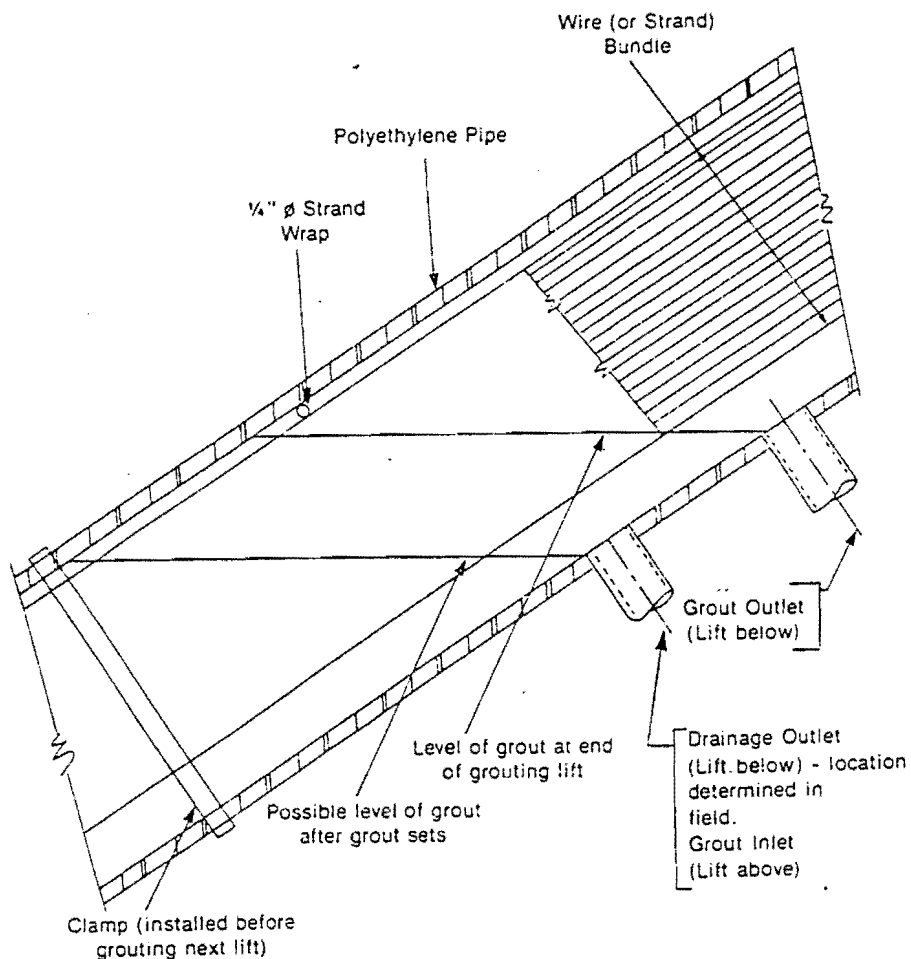 Wire (or Strand)
Bundle
Polyethylene Pipe
¼" ø Strand
Wrap
Grout Outlet
(Lift below)
Drainage Outlet
(Lift below) - location
determined in
field.
Grout Inlet
(Lift above)
Level of grout at end
of grouting lift
Possible level of grout
after grout sets
Clamp (installed before
grouting next lift)